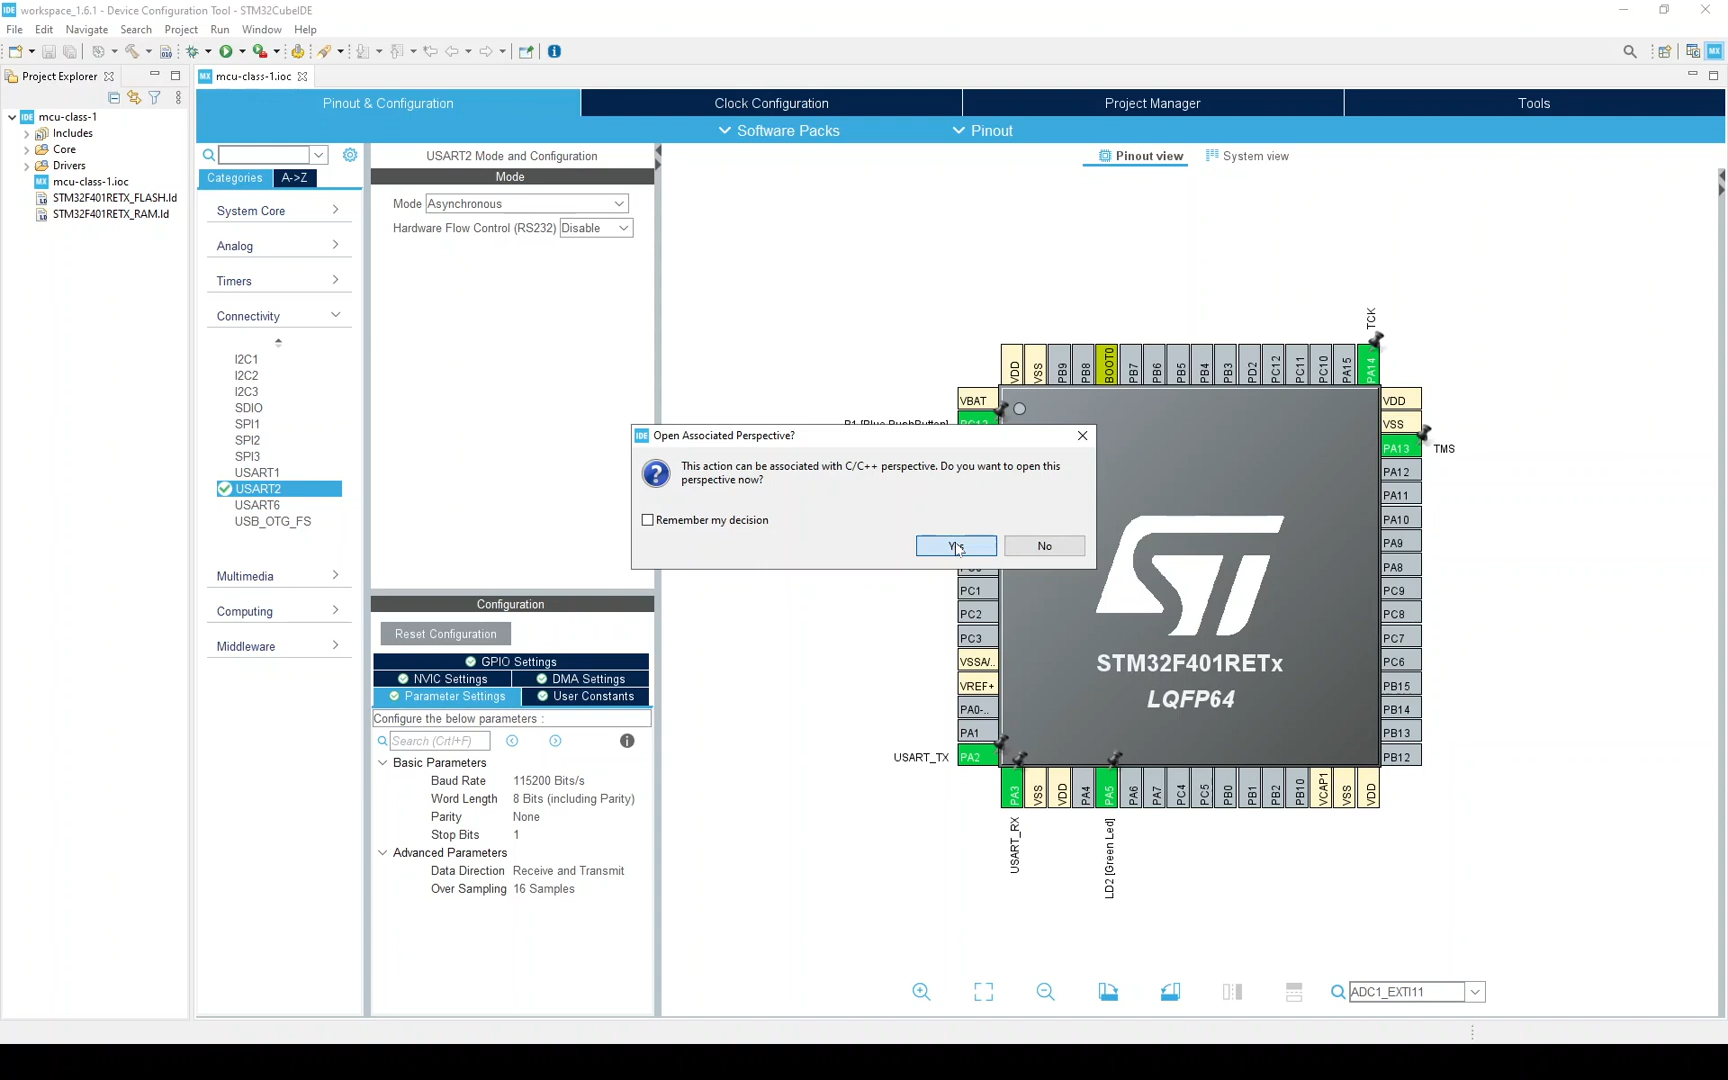 workspace_1.6.1 - Device Configuration Tool - STM32CubeIDE
File Edit Navigate Search Project Run Window Help
Project Explorer
mcu-class-1.ioc
mcu-class-1
Includes
Core
Drivers
mcu-class-1.ioc
STM32F401RETX_FLASH.ld
STM32F401RETX_RAM.ld
Pinout & Configuration
Clock Configuration
Project Manager
Tools
Software Packs
Pinout
Categories
A->Z
System Core
Analog
Timers
Connectivity
I2C1
I2C2
I2C3
SDIO
SPI1
SPI2
SPI3
USART1
USART2
USART6
USB_OTG_FS
Multimedia
Computing
Middleware
USART2 Mode and Configuration
Mode
Mode Asynchronous
Hardware Flow Control (RS232) Disable
Configuration
Reset Configuration
GPIO Settings
NVIC Settings
DMA Settings
Parameter Settings
User Constants
Configure the below parameters :
Search (Crtl+F)
Basic Parameters
Baud Rate 115200 Bits/s
Word Length 8 Bits (including Parity)
Parity None
Stop Bits 1
Advanced Parameters
Data Direction Receive and Transmit
Over Sampling 16 Samples
Pinout view
System view
TCK
VDD
VSS
PB9
PB8
BOOT0
PB7
PB6
PB5
PB4
PB3
PD2
PC12
PC11
PC10
PA15
PA14
VBAT
VDD
VSS
PA13
TMS
PA12
PA11
PA10
PA9
PA8
PC9
PC8
PC7
PC6
PB15
PB14
PB13
PB12
Open Associated Perspective?
This action can be associated with C/C++ perspective. Do you want to open this
perspective now?
Remember my decision
Yes
No
PC1
PC2
PC3
VSSA/..
VREF+
PA0-..
PA1
USART_TX
PA2
STM32F401RETx
LQFP64
PA3
VSS
VDD
PA4
PA5
PA6
PA7
PC4
PC5
PB0
PB1
PB2
PB10
VCAP1
VSS
VDD
USART_RX
LD2 [Green Led]
ADC1_EXTI11